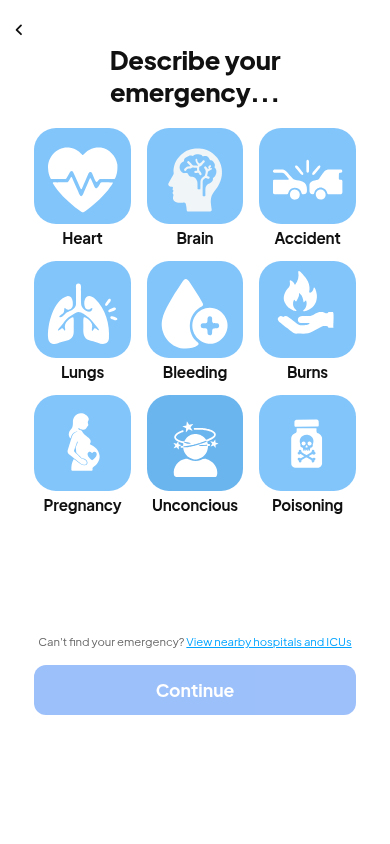 Describe your
emergency...
Heart
Brain
Accident
Lungs
Bleeding
Burns
Pregnancy
Unconcious
Poisoning
Can't find your emergency? View nearby hospitals and ICUs
Continue